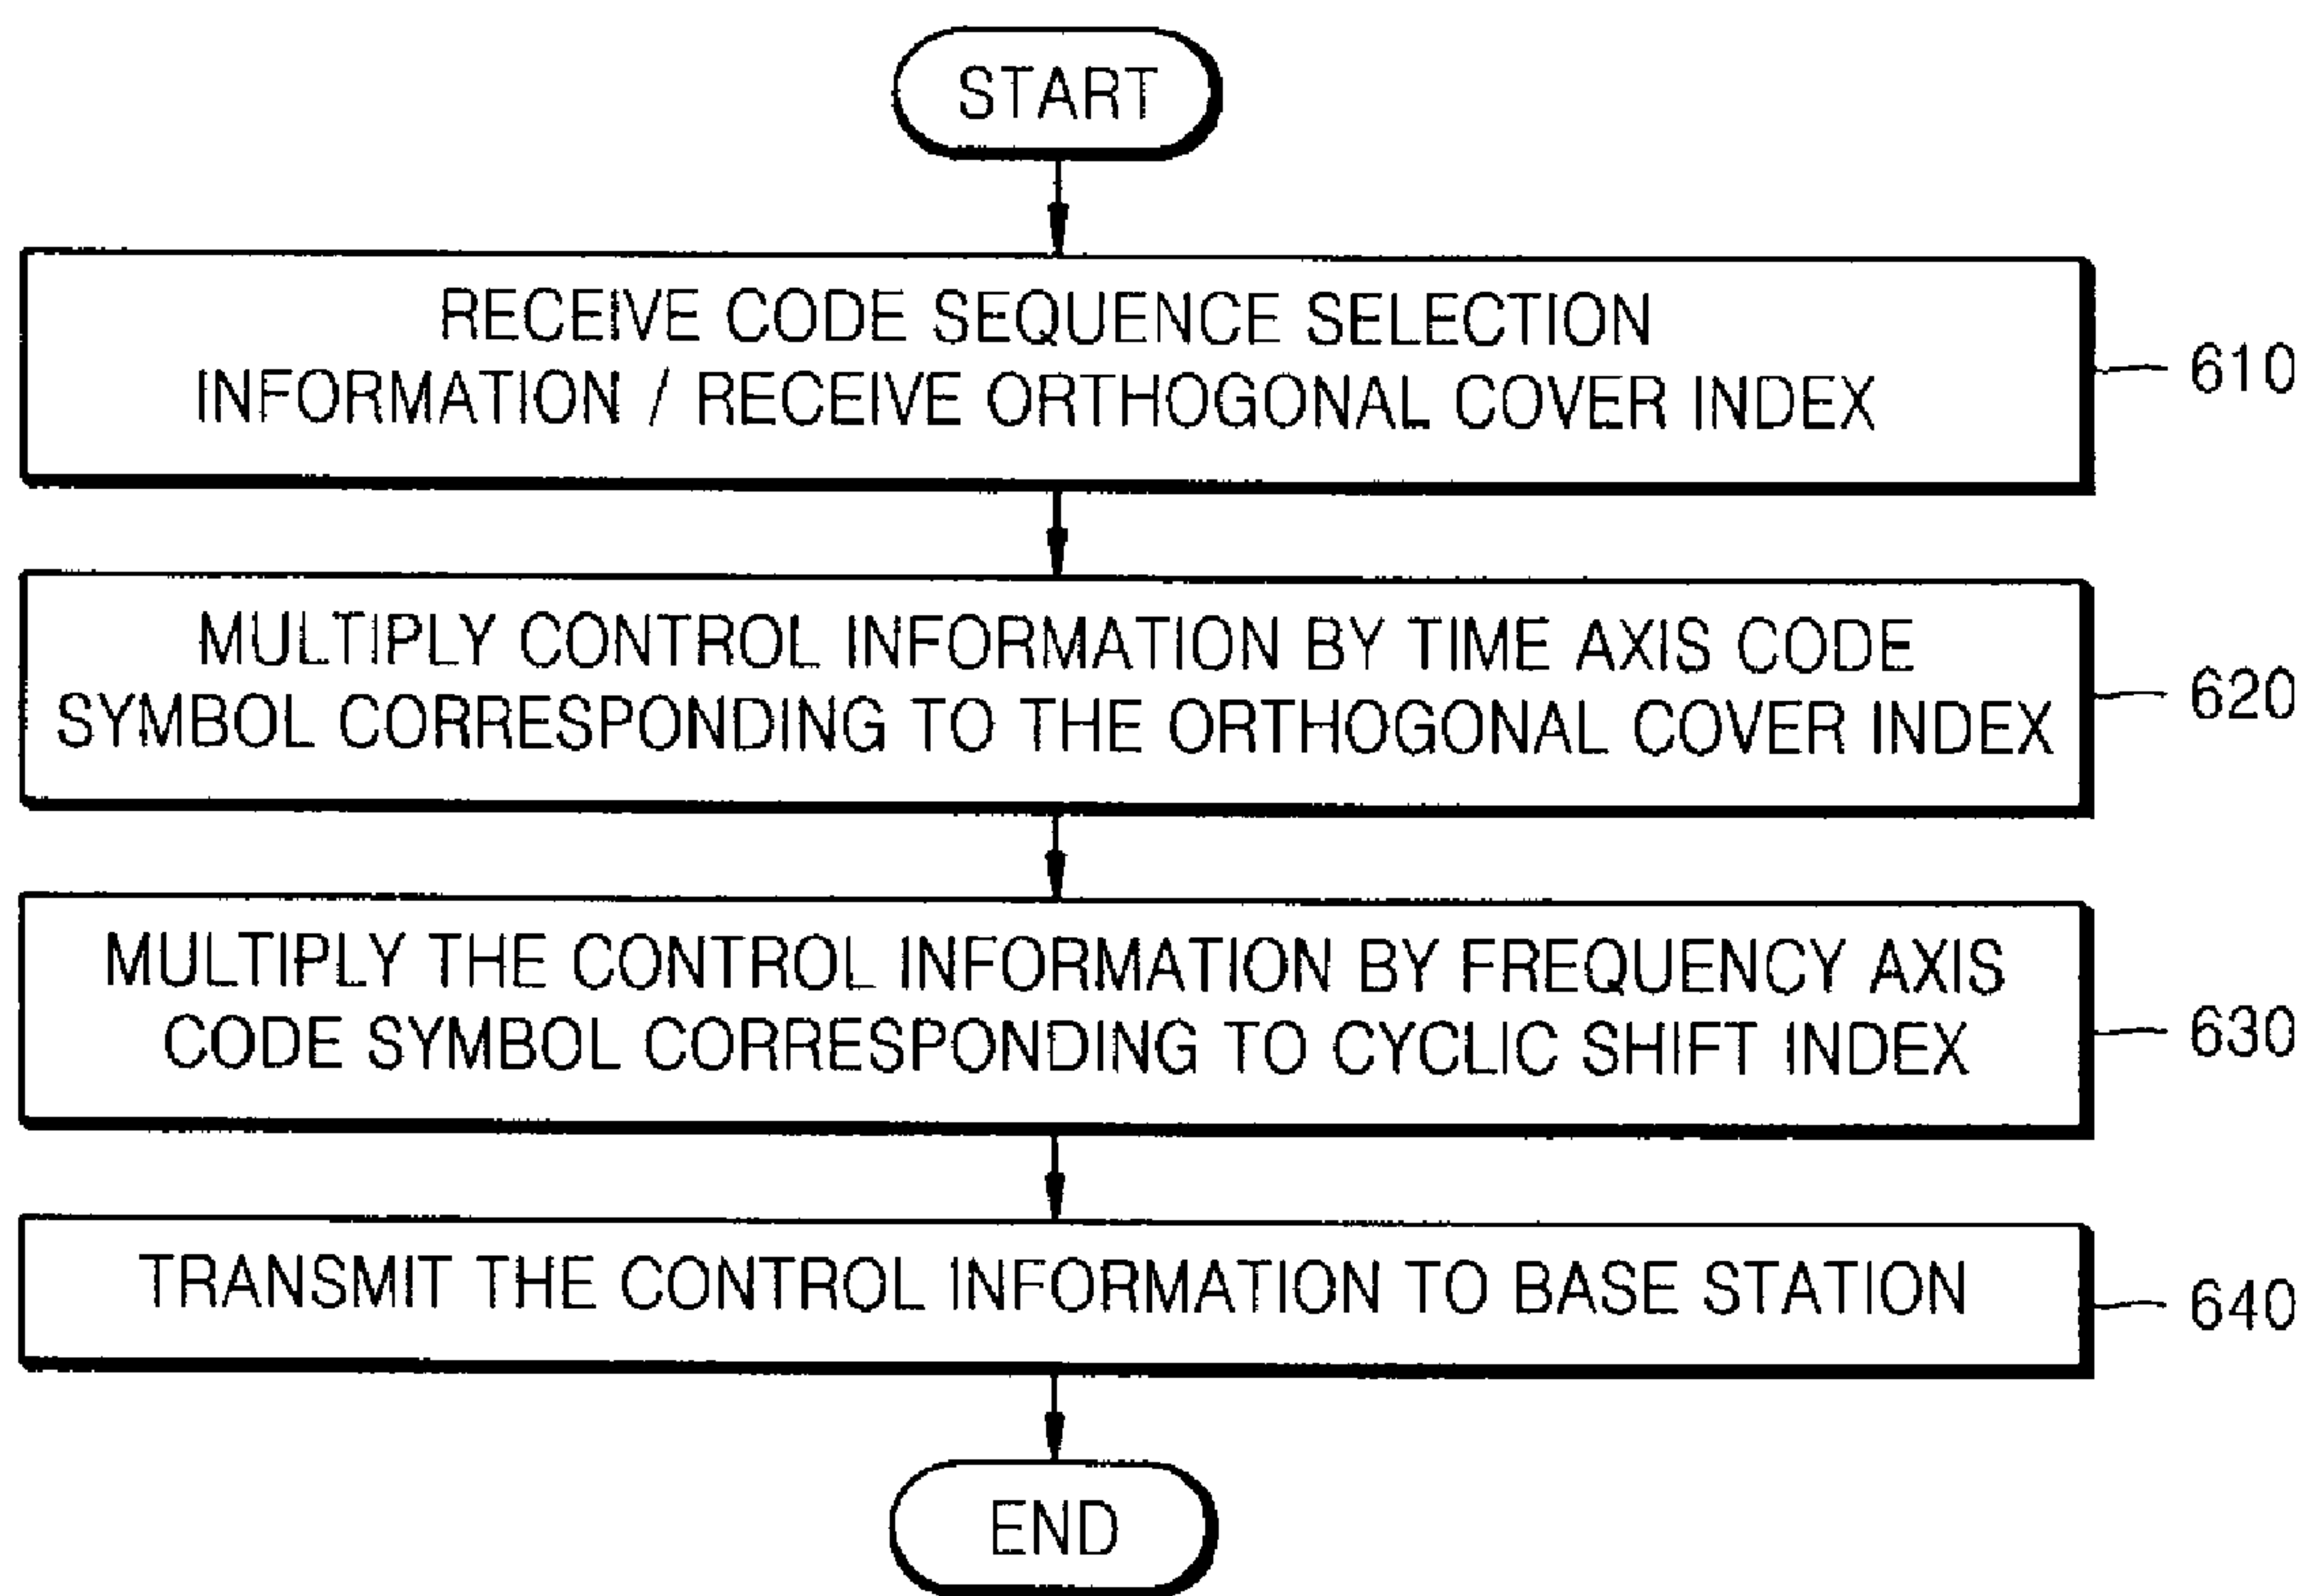 START
RECEIVE CODE SEQUENCE SELECTION
INFORMATION / RECEIVE ORTHOGONAL COVER INDEX
610
MULTIPLY CONTROL INFORMATION BY TIME AXIS CODE
SYMBOL CORRESPONDING TO THE ORTHOGONAL COVER INDEX
620
MULTIPLY THE CONTROL INFORMATION BY FREQUENCY AXIS
CODE SYMBOL CORRESPONDING TO CYCLIC SHIFT INDEX
630
TRANSMIT THE CONTROL INFORMATION TO BASE STATION
640
END